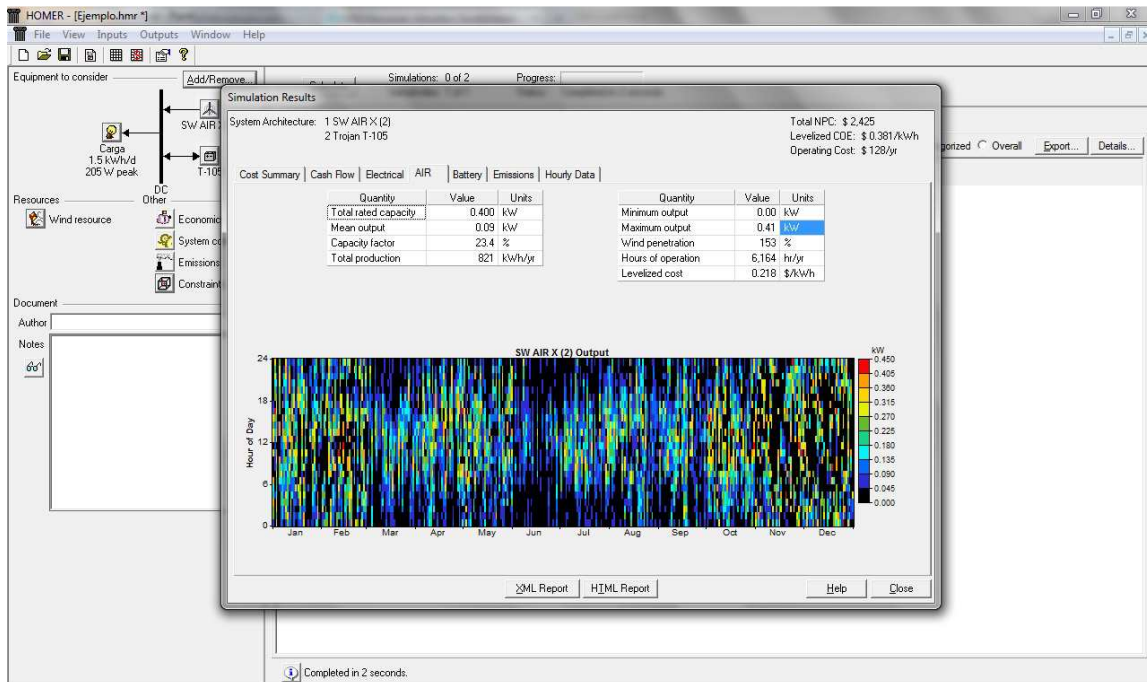 HOMER - [Ejemplo.hmr *]
File View Inputs Outputs Window Help
Equipment to consider
Add/Remove...
Simulations: 0 of 2
Progress:
SW AIR
Carga
1.5 kWh/d
205 W peak
T-105
DC
Resources
Other
Wind resource
Economic
System co
Emissions
Constraint
Document
Author
Notes
Overall
Export...
Details...
Simulation Results
System Architecture: 1 SW AIR X (2)
2 Trojan T-105
Total NPC: $ 2,425
Levelized COE: $ 0.381/kWh
Operating Cost: $ 128/yr
Cost Summary
Cash Flow
Electrical
AIR
Battery
Emissions
Hourly Data
Quantity Value Units
Total rated capacity 0.400 kW
Mean output 0.09 kW
Capacity factor 23.4 %
Total production 821 kWh/yr
Quantity Value Units
Minimum output 0.00 kW
Maximum output 0.41 kW
Wind penetration 153 %
Hours of operation 6,164 hr/yr
Levelized cost 0.218 $/kWh
SW AIR X (2) Output
Hour of Day
24
18
12
6
0
Jan Feb Mar Apr May Jun Jul Aug Sep Oct Nov Dec
kW
0.450
0.405
0.360
0.315
0.270
0.225
0.180
0.135
0.090
0.045
0.000
XML Report
HTML Report
Help
Close
Completed in 2 seconds.